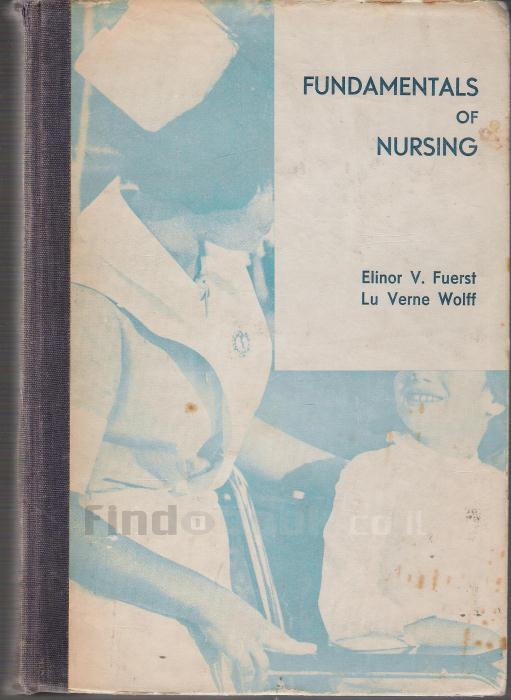 FUNDAMENTALS
OF
NURSING
Elinor V. Fuerst
Lu Verne Wolff